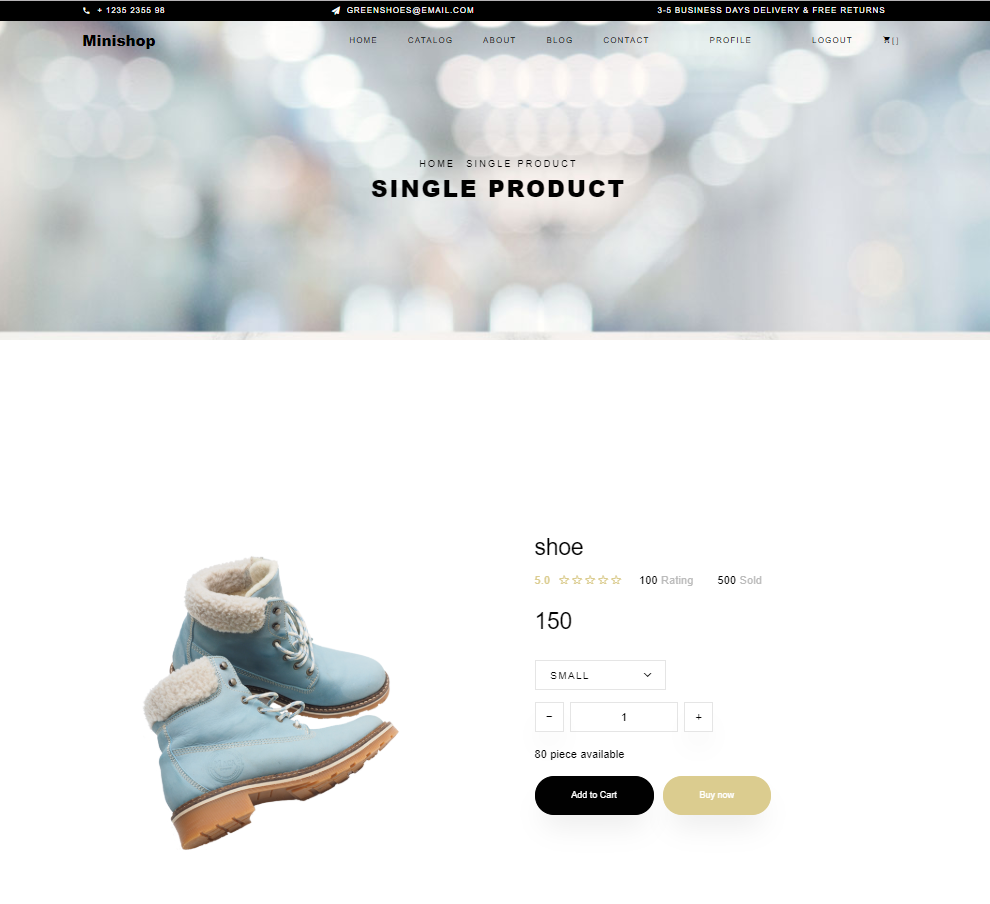 + 1235 2355 98 GREENSHOES@EMAIL.COM 3-5 BUSINESS DAYS DELIVERY & FREE RETURNS
Minishop HOME CATALOG ABOUT BLOG CONTACT PROFILE LOGOUT [ ]
HOME SINGLE PRODUCT
SINGLE PRODUCT
shoe
5.0 100 Rating 500 Sold
150
SMALL
− 1 +
80 piece available
Add to Cart Buy now